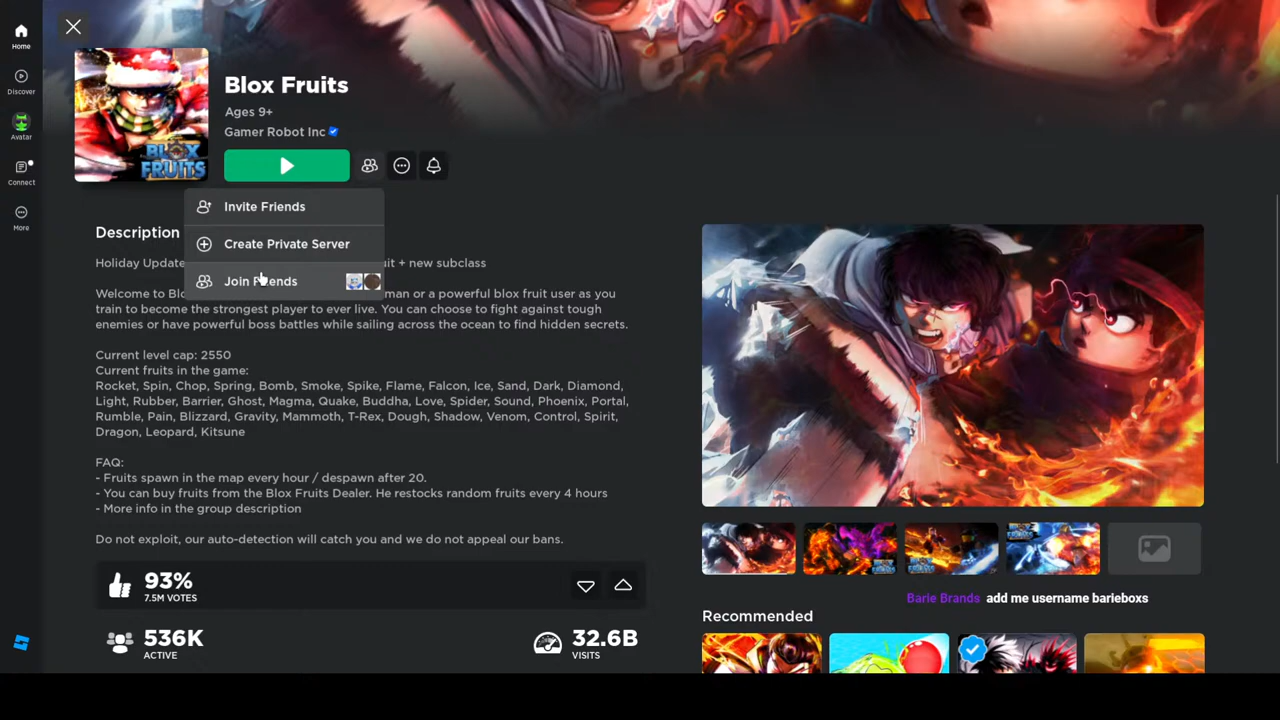 Home
Discover
Avatar
Connect
More
BLOX
FRUITS
Blox Fruits
Ages 9+
Gamer Robot Inc
Invite Friends
Create Private Server
Join Friends
Description
Holiday Update
uit + new subclass
Welcome to Blo
man or a powerful blox fruit user as you
train to become the strongest player to ever live. You can choose to fight against tough
enemies or have powerful boss battles while sailing across the ocean to find hidden secrets.
Current level cap: 2550
Current fruits in the game:
Rocket, Spin, Chop, Spring, Bomb, Smoke, Spike, Flame, Falcon, Ice, Sand, Dark, Diamond,
Light, Rubber, Barrier, Ghost, Magma, Quake, Buddha, Love, Spider, Sound, Phoenix, Portal,
Rumble, Pain, Blizzard, Gravity, Mammoth, T-Rex, Dough, Shadow, Venom, Control, Spirit,
Dragon, Leopard, Kitsune
FAQ:
- Fruits spawn in the map every hour / despawn after 20.
- You can buy fruits from the Blox Fruits Dealer. He restocks random fruits every 4 hours
- More info in the group description
Do not exploit, our auto-detection will catch you and we do not appeal our bans.
93%
7.5M VOTES
536K
ACTIVE
32.6B
VISITS
BLOX
FRUITS
BLOX
FRUITS
BLOX
FRUITS
Barie Brands add me username barieboxs
Recommended